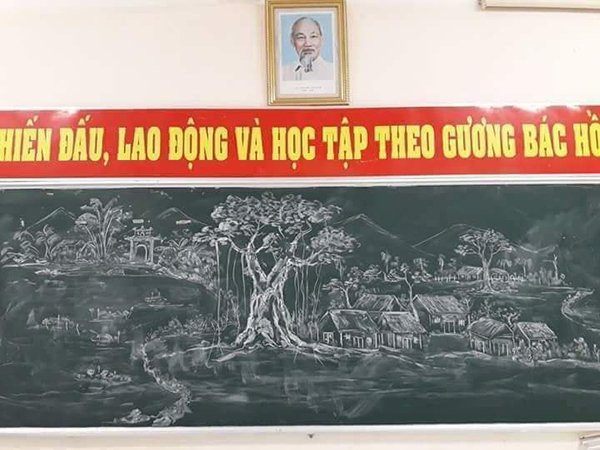 HIẾN ĐẤU, LAO ĐỘNG VÀ HỌC TẬP THEO GƯƠNG BÁC HỒ